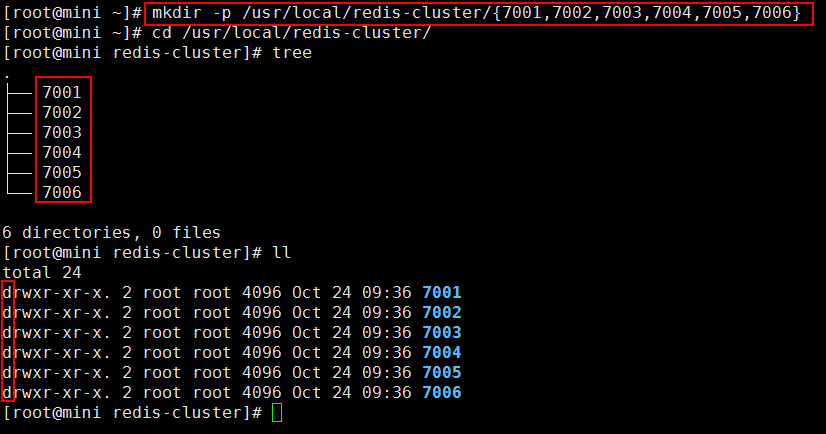 [root@mini ~]# mkdir -p /usr/local/redis-cluster/{7001,7002,7003,7004,7005,7006}
[root@mini ~]# cd /usr/local/redis-cluster/
[root@mini redis-cluster]# tree
.
├── 7001
├── 7002
├── 7003
├── 7004
├── 7005
└── 7006
6 directories, 0 files
[root@mini redis-cluster]# ll
total 24
drwxr-xr-x. 2 root root 4096 Oct 24 09:36 7001
drwxr-xr-x. 2 root root 4096 Oct 24 09:36 7002
drwxr-xr-x. 2 root root 4096 Oct 24 09:36 7003
drwxr-xr-x. 2 root root 4096 Oct 24 09:36 7004
drwxr-xr-x. 2 root root 4096 Oct 24 09:36 7005
drwxr-xr-x. 2 root root 4096 Oct 24 09:36 7006
[root@mini redis-cluster]#